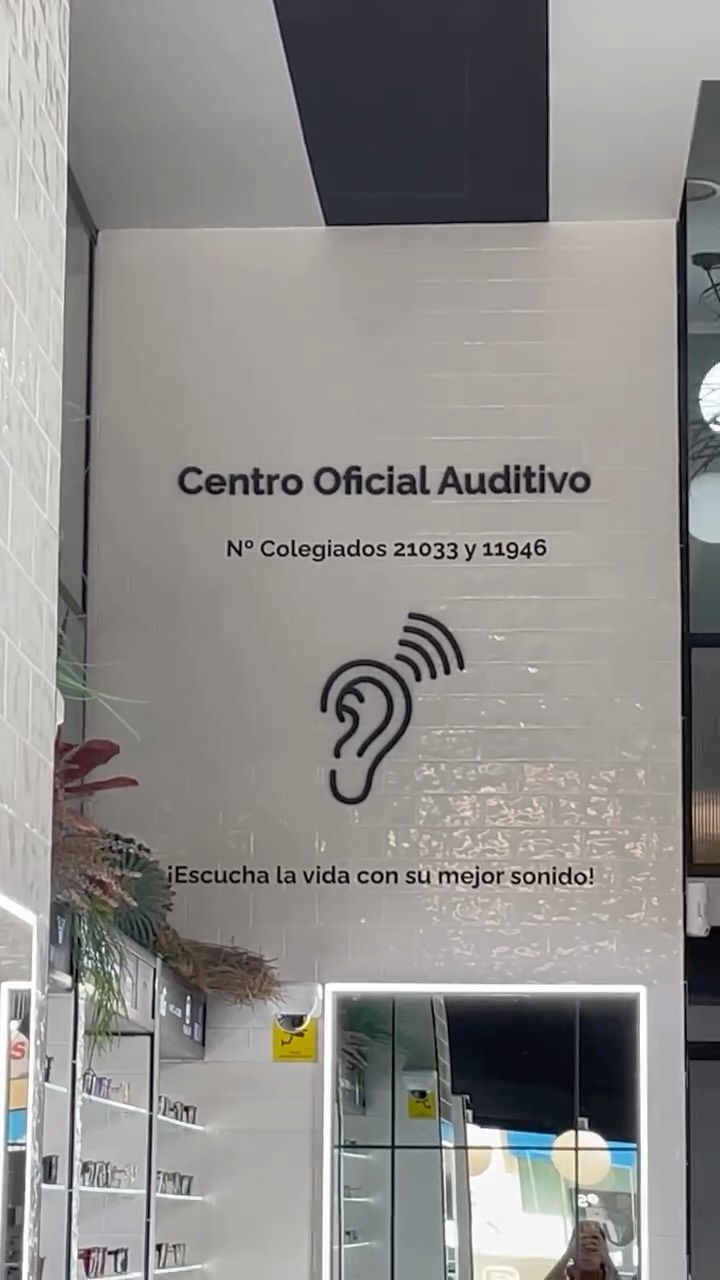 Centro Oficial Auditivo
Nº Colegiados 21033 y 11946
¡Escucha la vida con su mejor sonido!